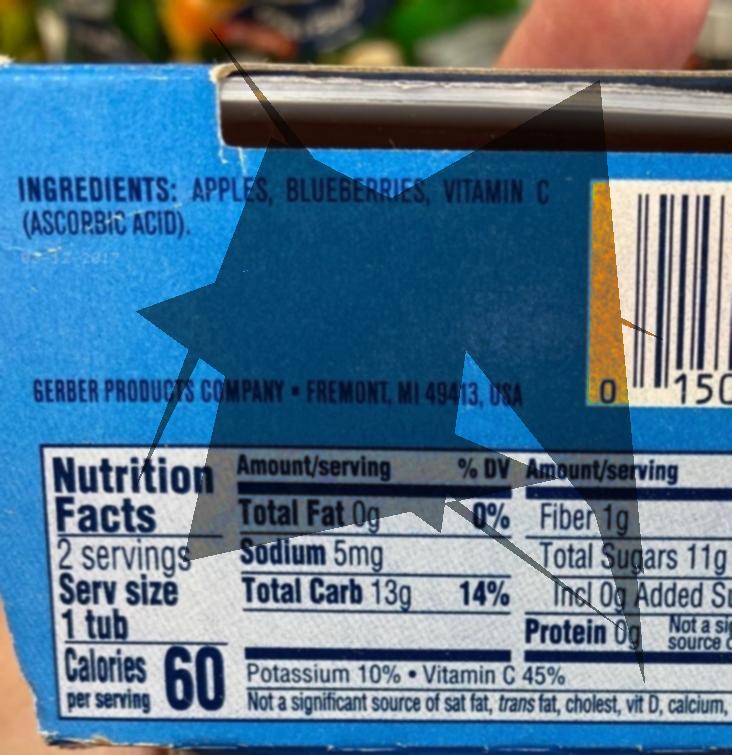 INGREDIENTS: APPLES, BLUEBERRIES, VITAMIN C
(ASCORBIC ACID).
GERBER PRODUCTS COMPANY • FREMONT, MI 49413, USA
0 150
Nutrition
Facts
2 servings
Serv size
1 tub
Calories 60
per serving
Amount/serving % DV
Total Fat 0g 0%
Sodium 5mg
Total Carb 13g 14%
Amount/serving
Fiber 1g
Total Sugars 11g
Incl 0g Added
Protein 0g
Not a
source
Potassium 10% • Vitamin C 45%
Not a significant source of sat fat, trans fat, cholest, vit D, calcium,